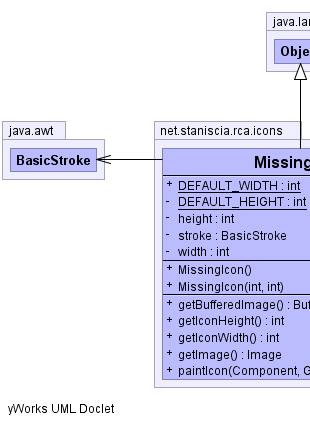 java.lan
Obje
java.awt
BasicStroke
net.staniscia.rca.icons
Missing
+ DEFAULT_WIDTH : int
- DEFAULT_HEIGHT : int
- height : int
- stroke : BasicStroke
- width : int
+ MissingIcon()
+ MissingIcon(int, int)
+ getBufferedImage() : Buf
+ getIconHeight() : int
+ getIconWidth() : int
+ getImage() : Image
+ paintIcon(Component, G
yWorks UML Doclet